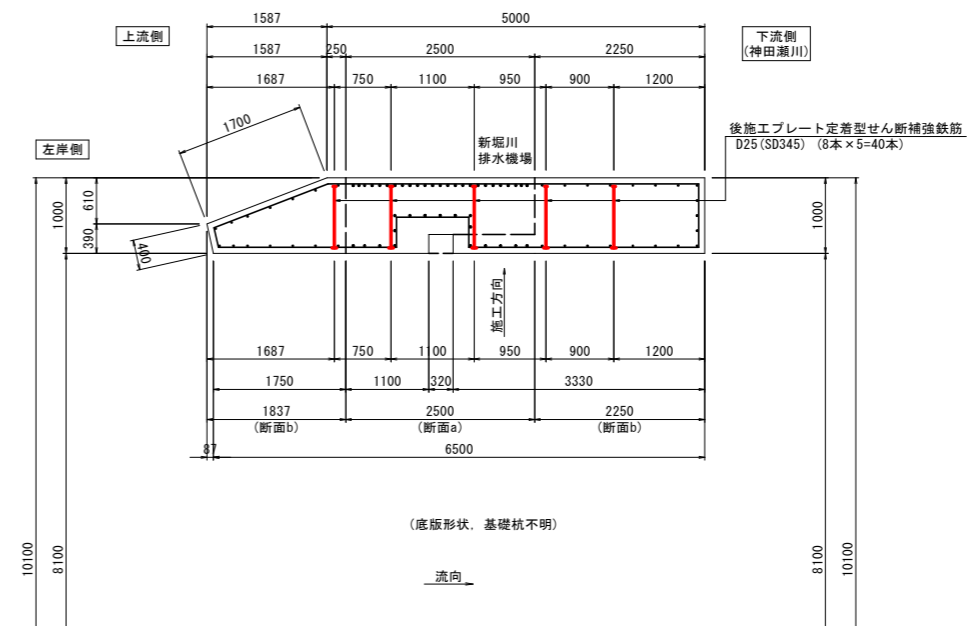 1587 5000
上流側
下流側
(神田瀬川)
1587 250 2500 2250
1687 750 1100 950 900 1200
1700
後施工プレート定着型せん断補強鉄筋
D25(SD345) (8本×5=40本)
左岸側
新堀川
排水機場
1000 610 1000
390
400
施工方向
1687 750 1100 950 900 1200
1750 1100 320 3330
1837 2500 2250
(断面b) (断面a) (断面b)
87 6500
(底版形状,基礎杭不明)
10100 8100 8100 10100
流向